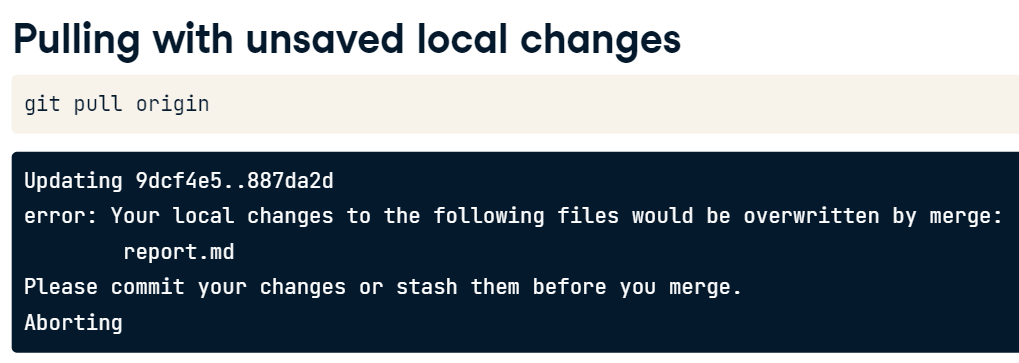 Pulling with unsaved local changes
git pull origin
Updating 9dcf4e5..887da2d
error: Your local changes to the following files would be overwritten by merge:
        report.md
Please commit your changes or stash them before you merge.
Aborting